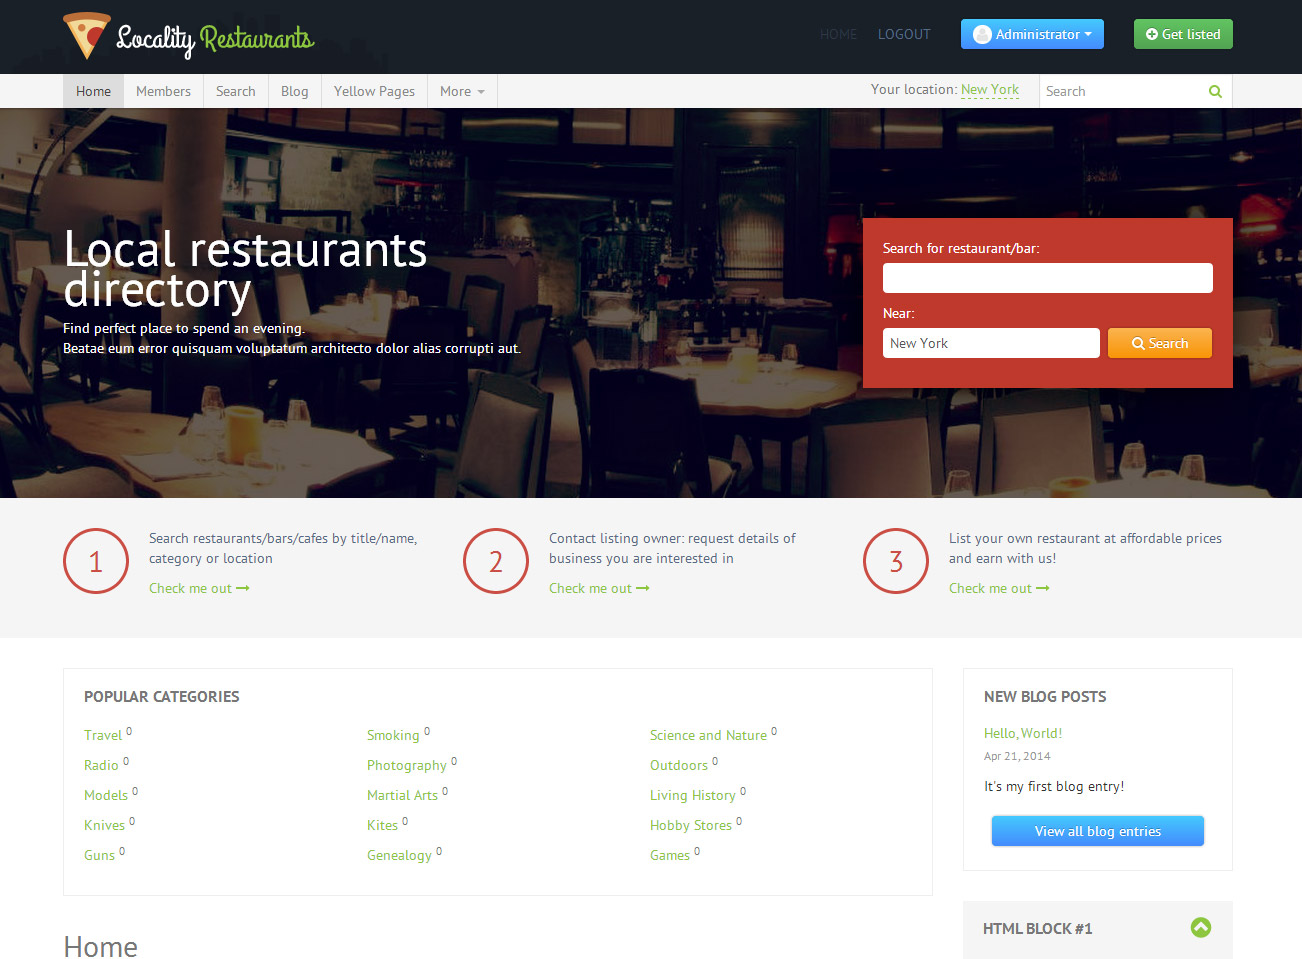 Locality Restaurants
HOME LOGOUT Administrator Get listed
Home Members Search Blog Yellow Pages More Your location: New York Search
Local restaurants
directory
Find perfect place to spend an evening.
Beatae eum error quisquam voluptatum architecto dolor alias corrupti aut.
Search for restaurant/bar:
Near:
New York Search
1
Search restaurants/bars/cafes by title/name,
category or location
Check me out
2
Contact listing owner: request details of
business you are interested in
Check me out
3
List your own restaurant at affordable prices
and earn with us!
Check me out
POPULAR CATEGORIES
Travel 0 Smoking 0 Science and Nature 0
Radio 0 Photography 0 Outdoors 0
Models 0 Martial Arts 0 Living History 0
Knives 0 Kites 0 Hobby Stores 0
Guns 0 Genealogy 0 Games 0
NEW BLOG POSTS
Hello, World!
Apr 21, 2014
It's my first blog entry!
View all blog entries
HTML BLOCK #1
Home